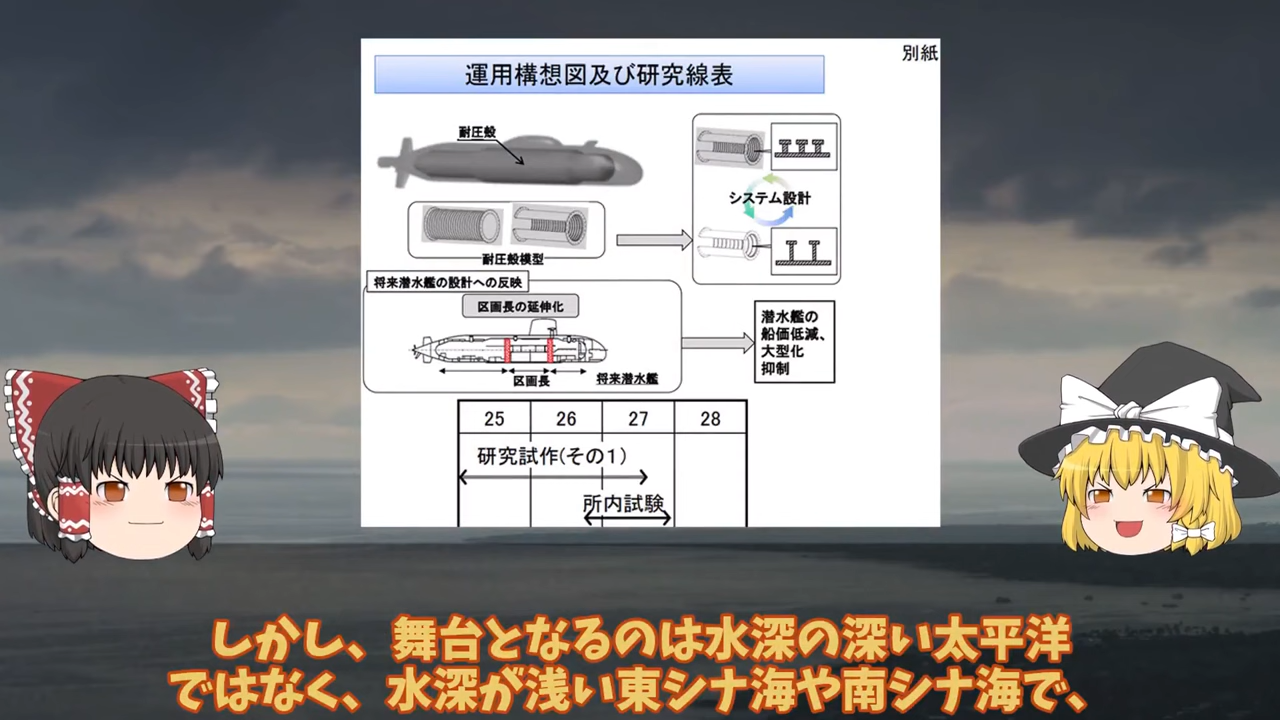 別紙
運用構想図及び研究線表
耐圧殻
耐圧殻模型
システム設計
将来潜水艦の設計への反映
区画長の延伸化
区画長
将来潜水艦
潜水艦の
船価低減、
大型化
抑制
25 26 27 28
研究試作(その1)
所内試験
しかし、舞台となるのは水深の深い太平洋
ではなく、水深が浅い東シナ海や南シナ海で、